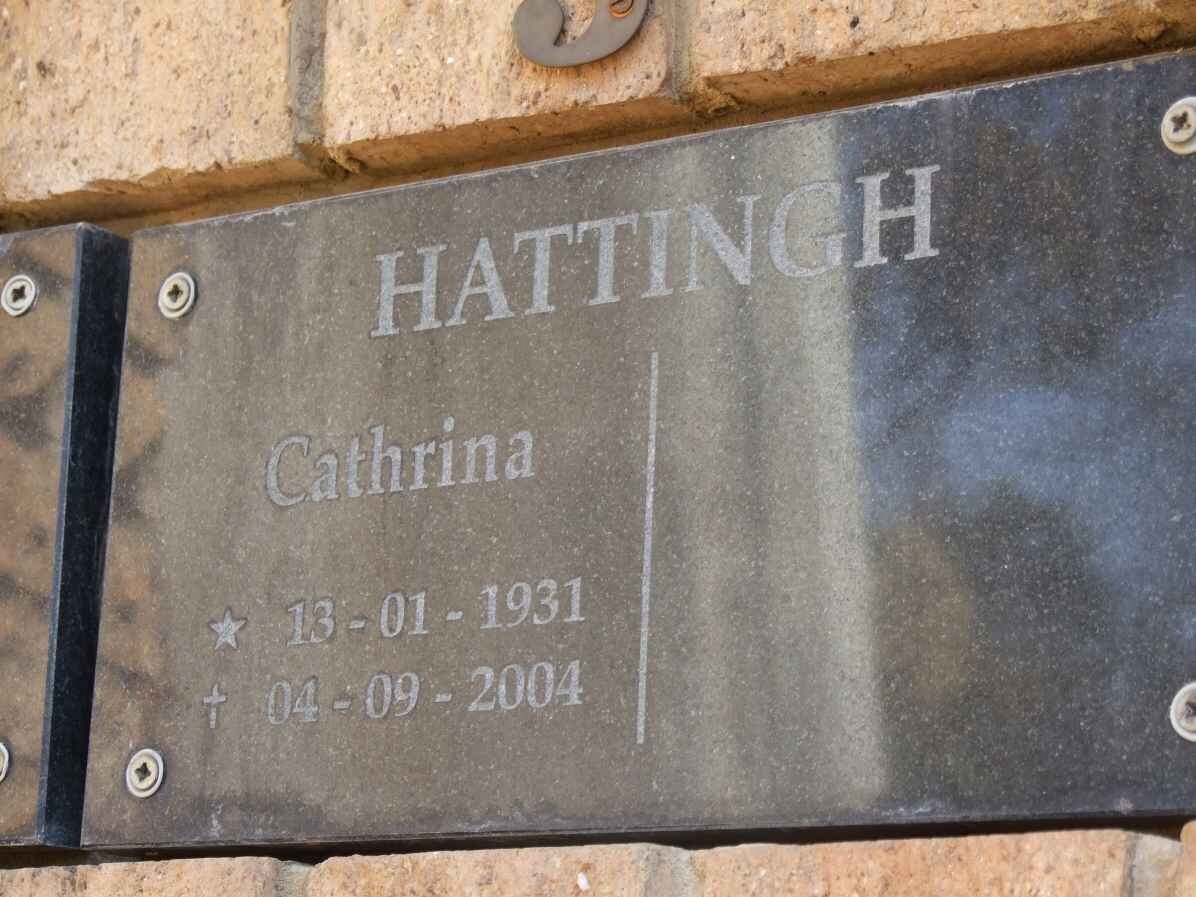 HATTINGH
Cathrina
★ 13 - 01 - 1931
✝ 04 - 09 - 2004